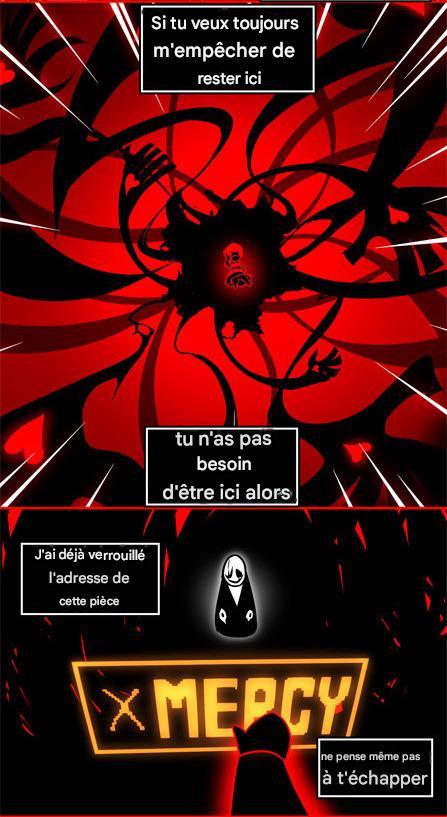 Si tu veux toujours
m'empêcher de
rester ici
tu n'as pas
besoin
d'être ici alors
J'ai déjà verrouillé
l'adresse de
cette pièce
X MERCY
ne pense même pas
à t'échapper